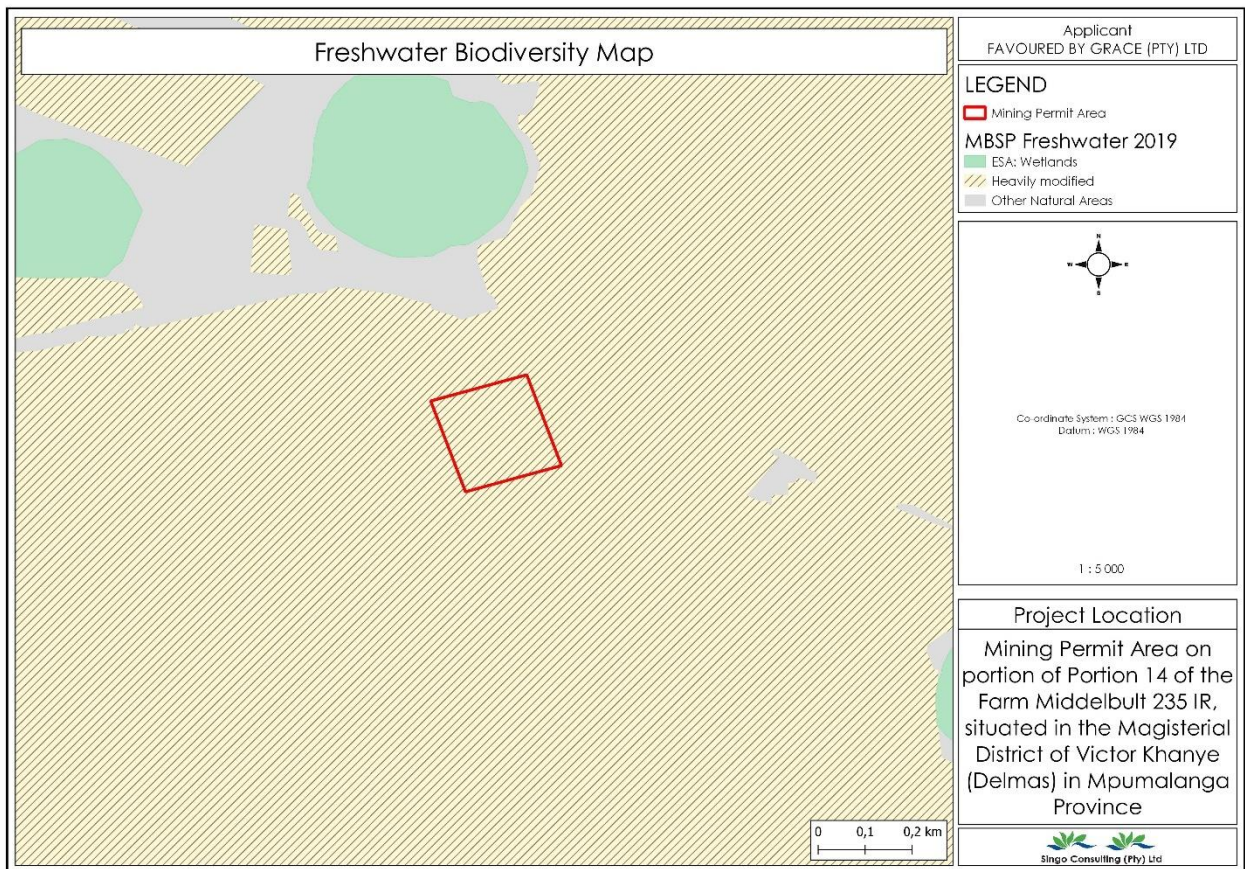 Freshwater Biodiversity Map
Applicant
FAVOURED BY GRACE (PTY) LTD
LEGEND
Mining Permit Area
MBSP Freshwater 2019
ESA: Wetlands
Heavily modified
Other Natural Areas
N
W E
S
Co-ordinate System : GCS WGS 1984
Datum : WGS 1984
1 : 5 000
Project Location
Mining Permit Area on
portion of Portion 14 of the
Farm Middelbult 235 IR,
situated in the Magisterial
District of Victor Khanye
(Delmas) in Mpumalanga
Province
0 0,1 0,2 km
Singo Consulting (Pty) Ltd